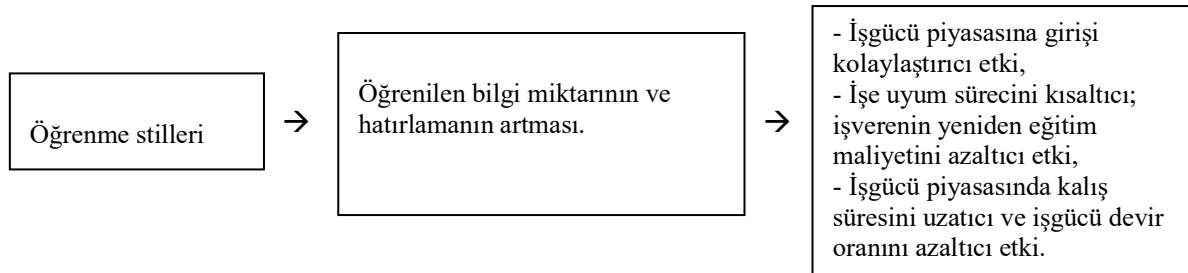 Öğrenme stilleri
→
Öğrenilen bilgi miktarının ve
hatırlamanın artması.
→
- İşgücü piyasasına girişi
kolaylaştırıcı etki,
- İşe uyum sürecini kısaltıcı;
işverenin yeniden eğitim
maliyetini azaltıcı etki,
- İşgücü piyasasında kalış
süresini uzatıcı ve işgücü devir
oranını azaltıcı etki.